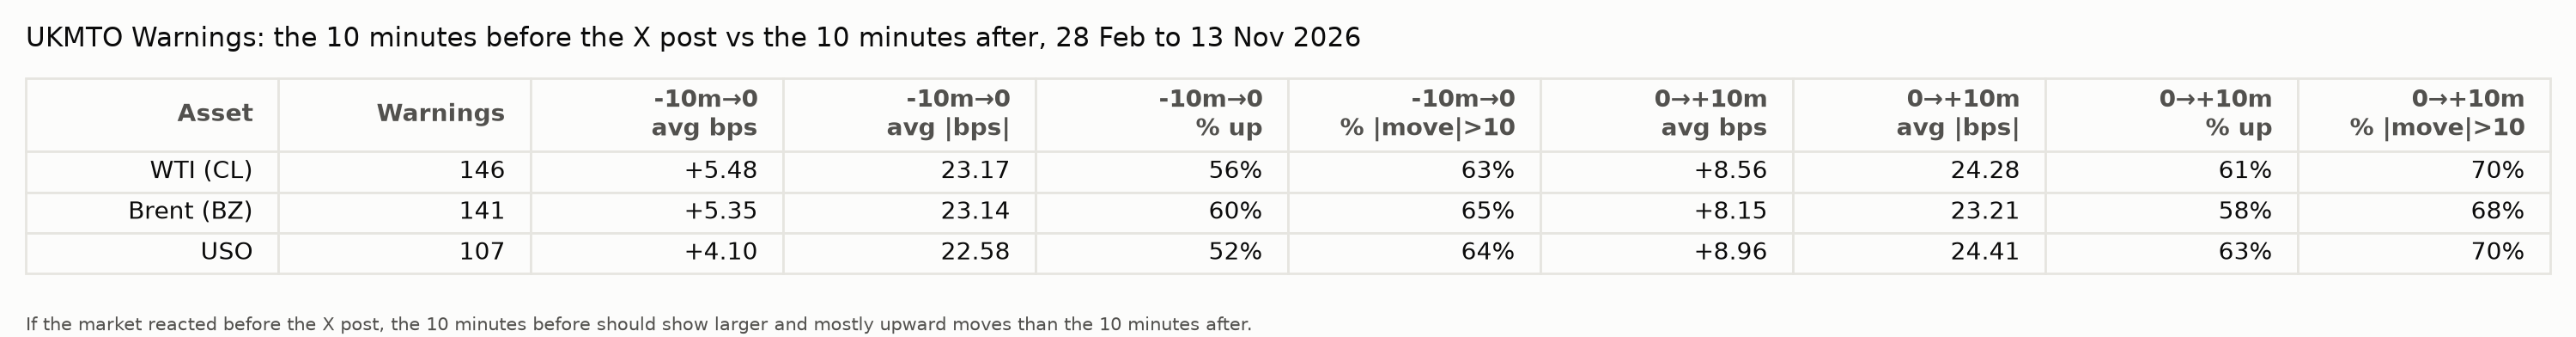 UKMTO Warnings: the 10 minutes before the X post vs the 10 minutes after, 28 Feb to 13 Nov 2026
Asset Warnings -10m→0 avg bps -10m→0 avg |bps| -10m→0 % up -10m→0 % |move|>10 0→+10m avg bps 0→+10m avg |bps| 0→+10m % up 0→+10m % |move|>10
WTI (CL) 146 +5.48 23.17 56% 63% +8.56 24.28 61% 70%
Brent (BZ) 141 +5.35 23.14 60% 65% +8.15 23.21 58% 68%
USO 107 +4.10 22.58 52% 64% +8.96 24.41 63% 70%
If the market reacted before the X post, the 10 minutes before should show larger and mostly upward moves than the 10 minutes after.